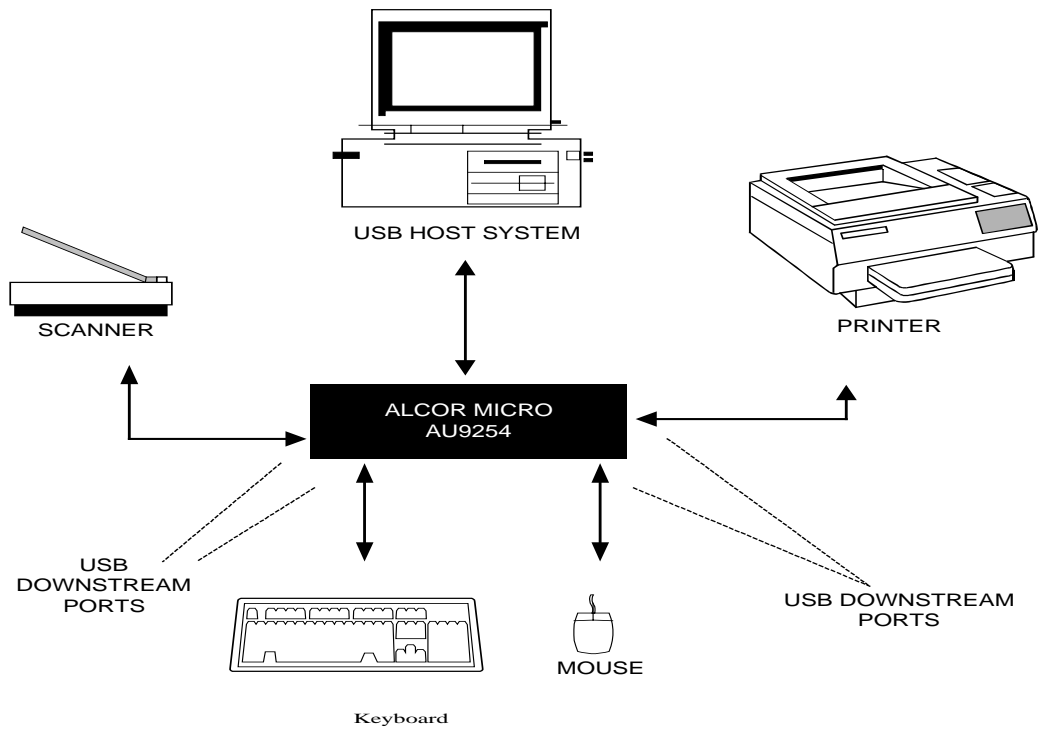 USB HOST SYSTEM
SCANNER
PRINTER
ALCOR MICRO
AU9254
USB
DOWNSTREAM
PORTS
USB DOWNSTREAM
PORTS
MOUSE
Keyboard